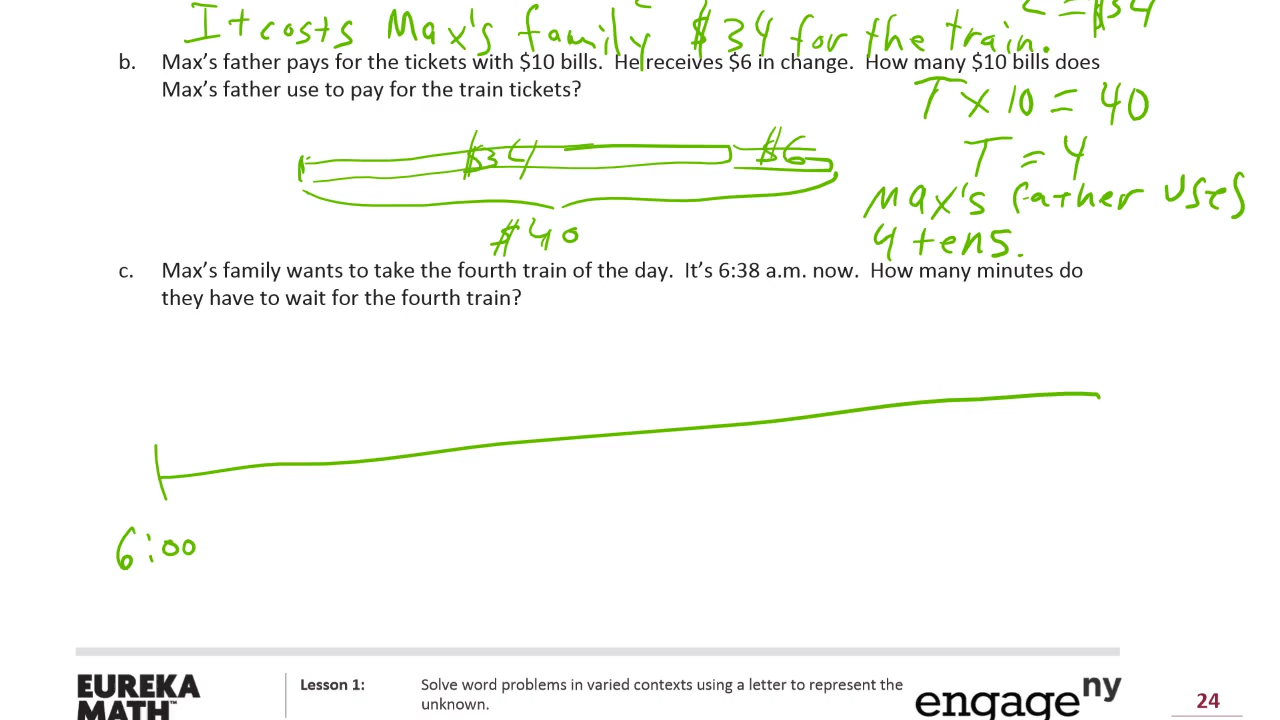 It costs Max's family $34 for the train.
= $34
b. Max's father pays for the tickets with $10 bills. He receives $6 in change. How many $10 bills does
Max's father use to pay for the train tickets?
T x 10 = 40
$34 $6
T = 4
$40
Max's father uses
4 tens.
c. Max's family wants to take the fourth train of the day. It's 6:38 a.m. now. How many minutes do
they have to wait for the fourth train?
6:00
EUREKA
MATH™
Lesson 1: Solve word problems in varied contexts using a letter to represent the
unknown.
engage ny
24